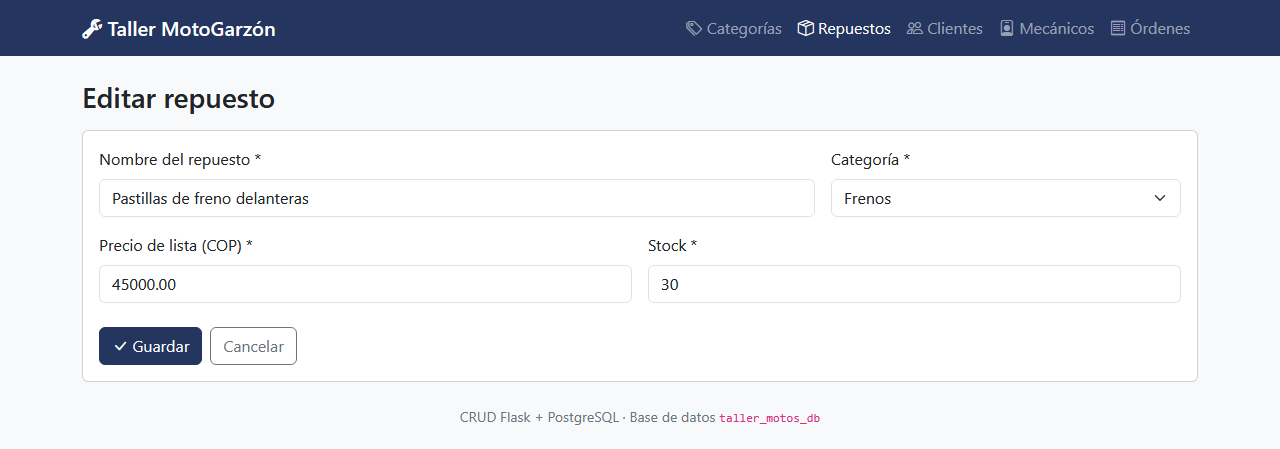 Taller MotoGarzón Categorías Repuestos Clientes Mecánicos Órdenes
Editar repuesto
Nombre del repuesto * Categoría *
Pastillas de freno delanteras Frenos
Precio de lista (COP) * Stock *
45000.00 30
Guardar Cancelar
CRUD Flask + PostgreSQL · Base de datos taller_motos_db